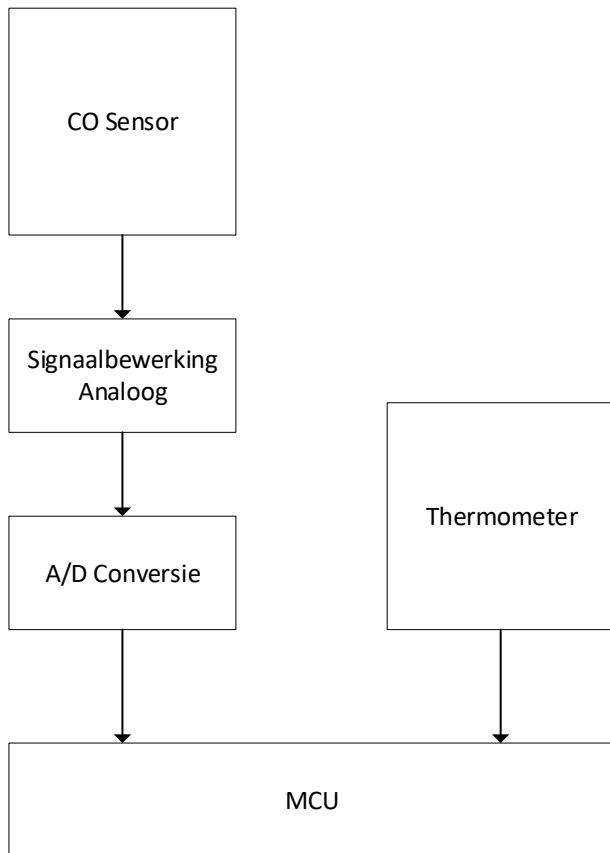 CO Sensor
Signaalbewerking
Analoog
Thermometer
A/D Conversie
MCU